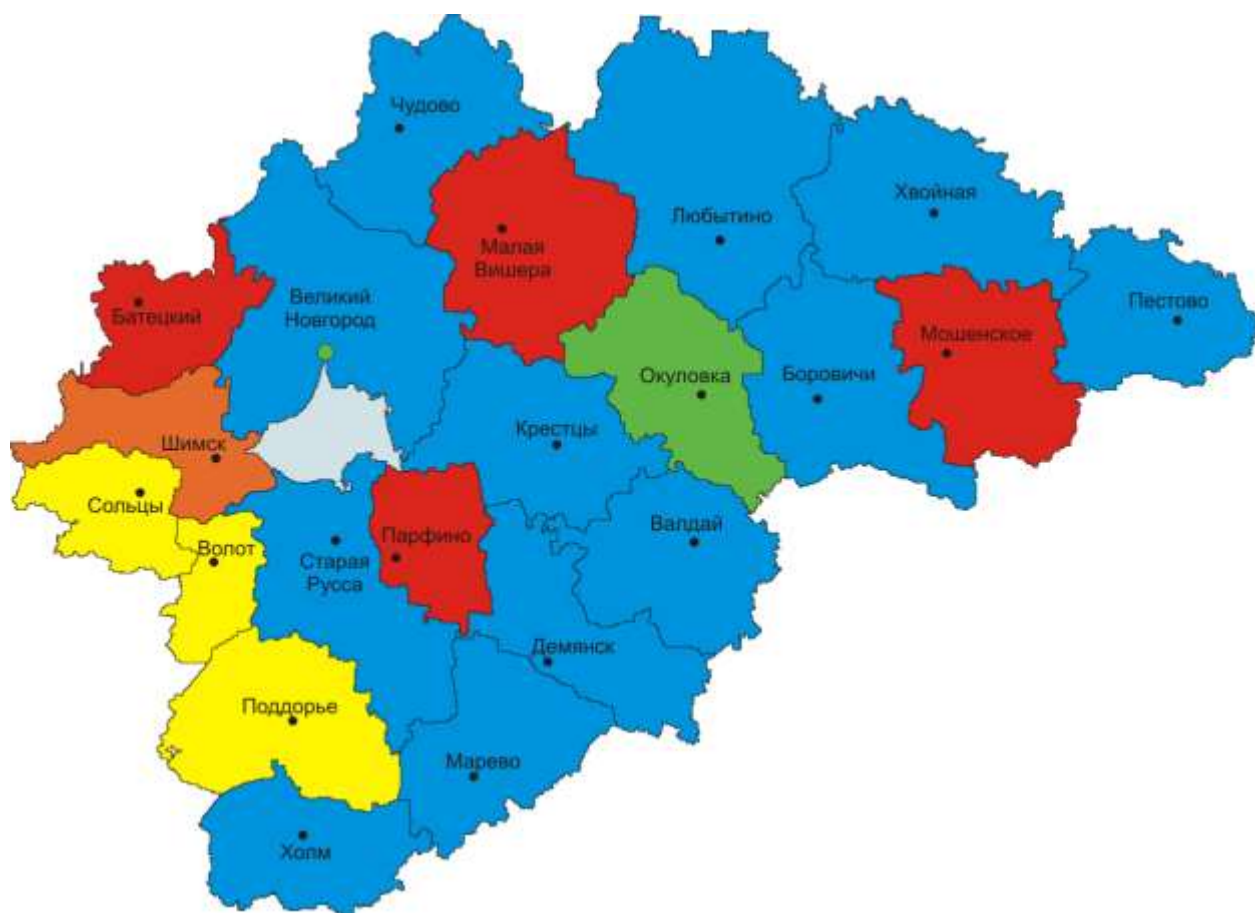 Чудово
Хвойная
Любытино
Малая
Вишера
Великий
Новгород
Батецкий
Пестово
Мошенское
Окуловка
Боровичи
Крестцы
Шимск
Сольцы
Валдай
Волот
Парфино
Старая
Русса
Демянск
Поддорье
Марево
Холм